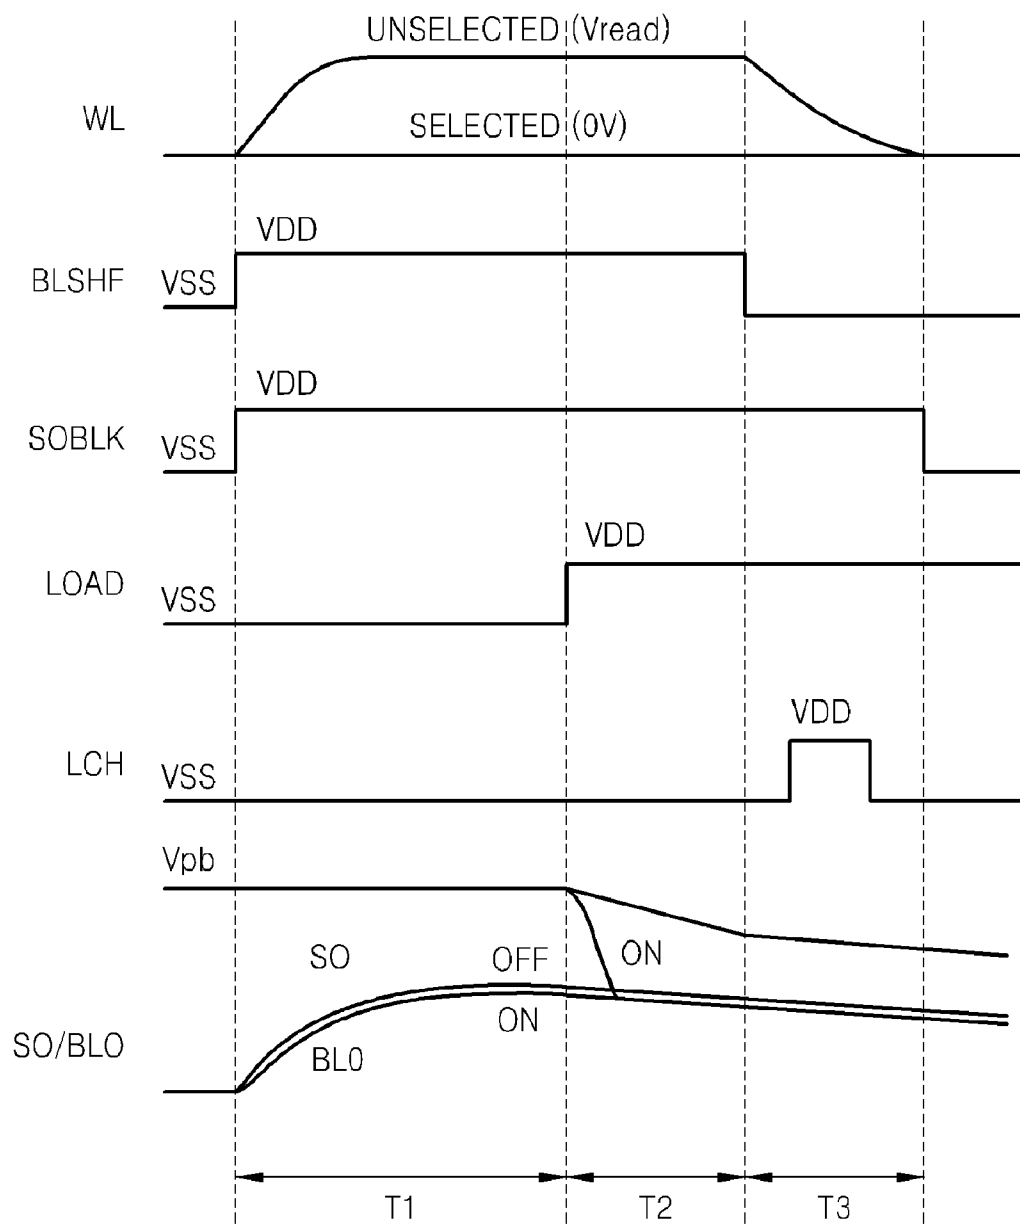 UNSELECTED (Vread)
WL
SELECTED (0V)
VDD
BLSHF
VSS
VDD
SOBLK
VSS
VDD
LOAD
VSS
VDD
LCH
VSS
Vpb
SO
OFF
ON
ON
SO/BLO
BL0
T1
T2
T3